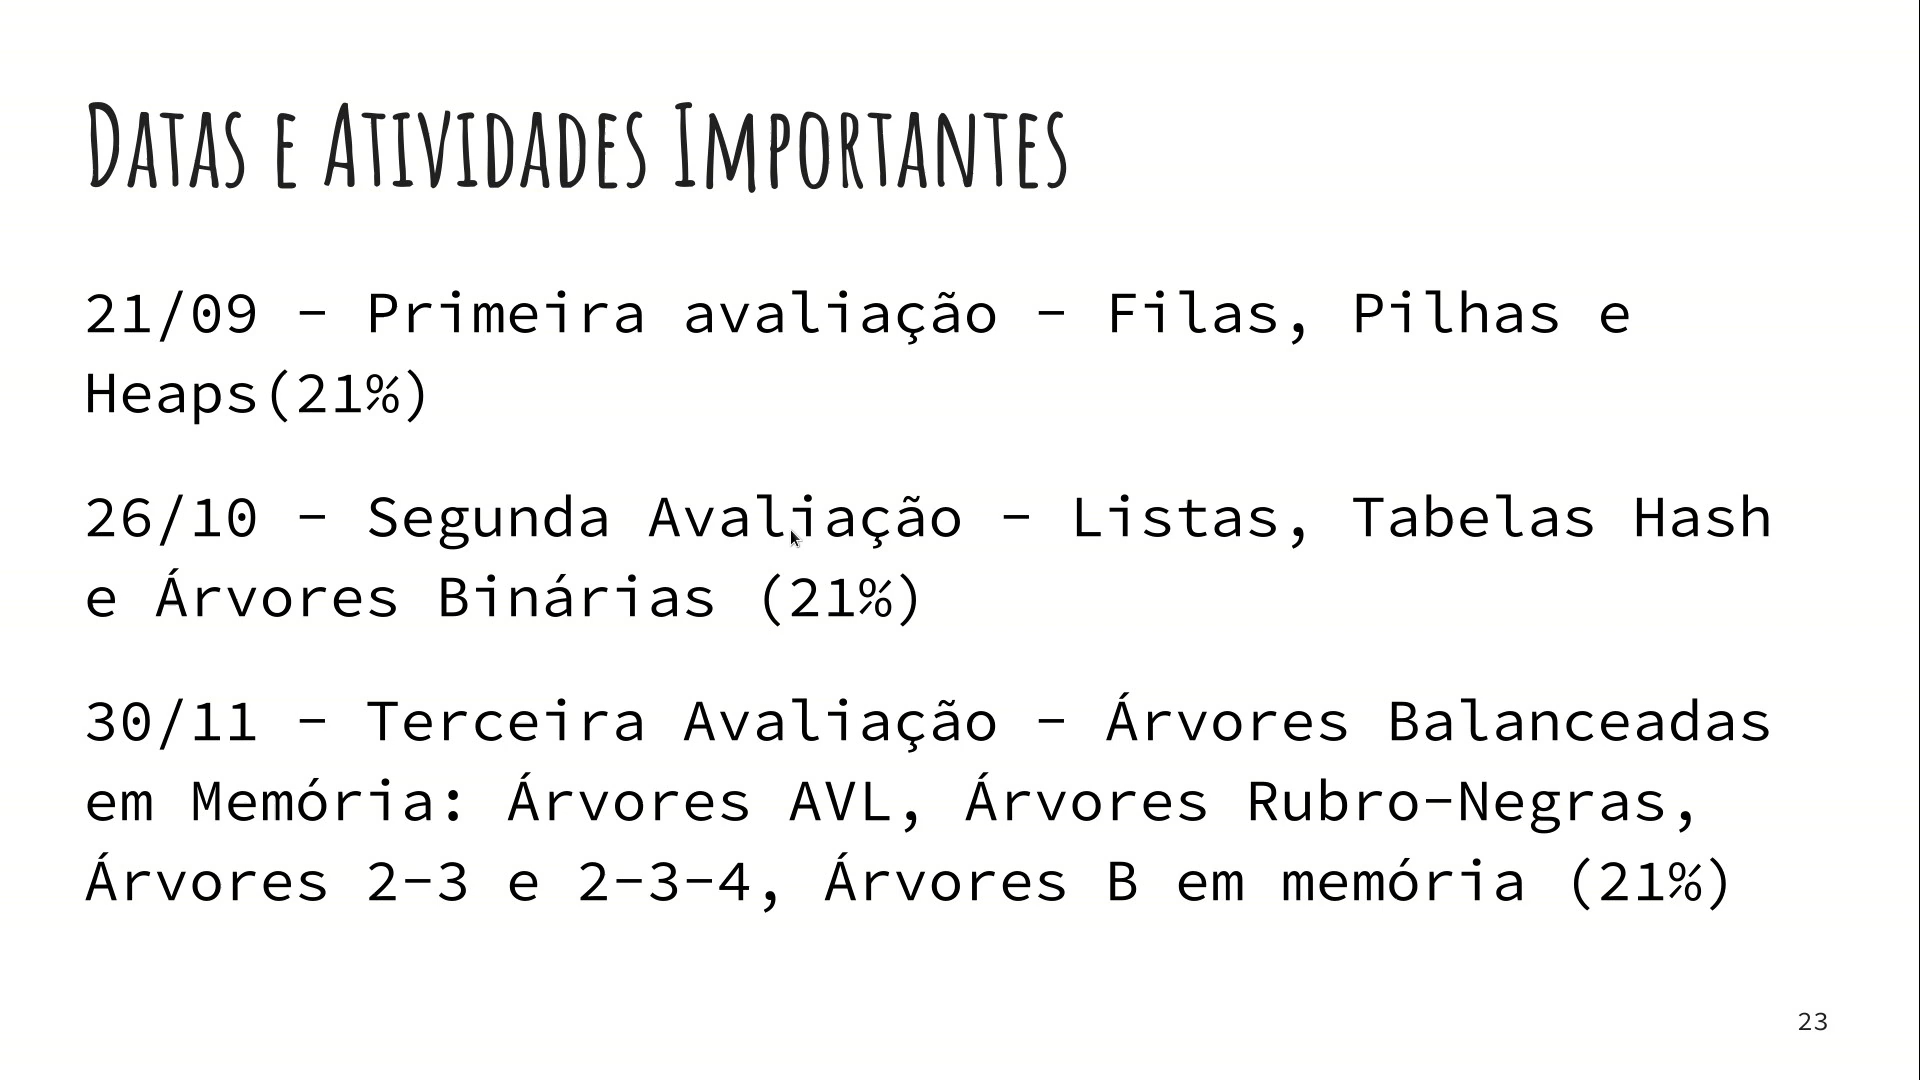 Datas e Atividades Importantes
21/09 - Primeira avaliação - Filas, Pilhas e
Heaps(21%)
26/10 - Segunda Avaliação - Listas, Tabelas Hash
e Árvores Binárias (21%)
30/11 - Terceira Avaliação - Árvores Balanceadas
em Memória: Árvores AVL, Árvores Rubro-Negras,
Árvores 2-3 e 2-3-4, Árvores B em memória (21%)
23